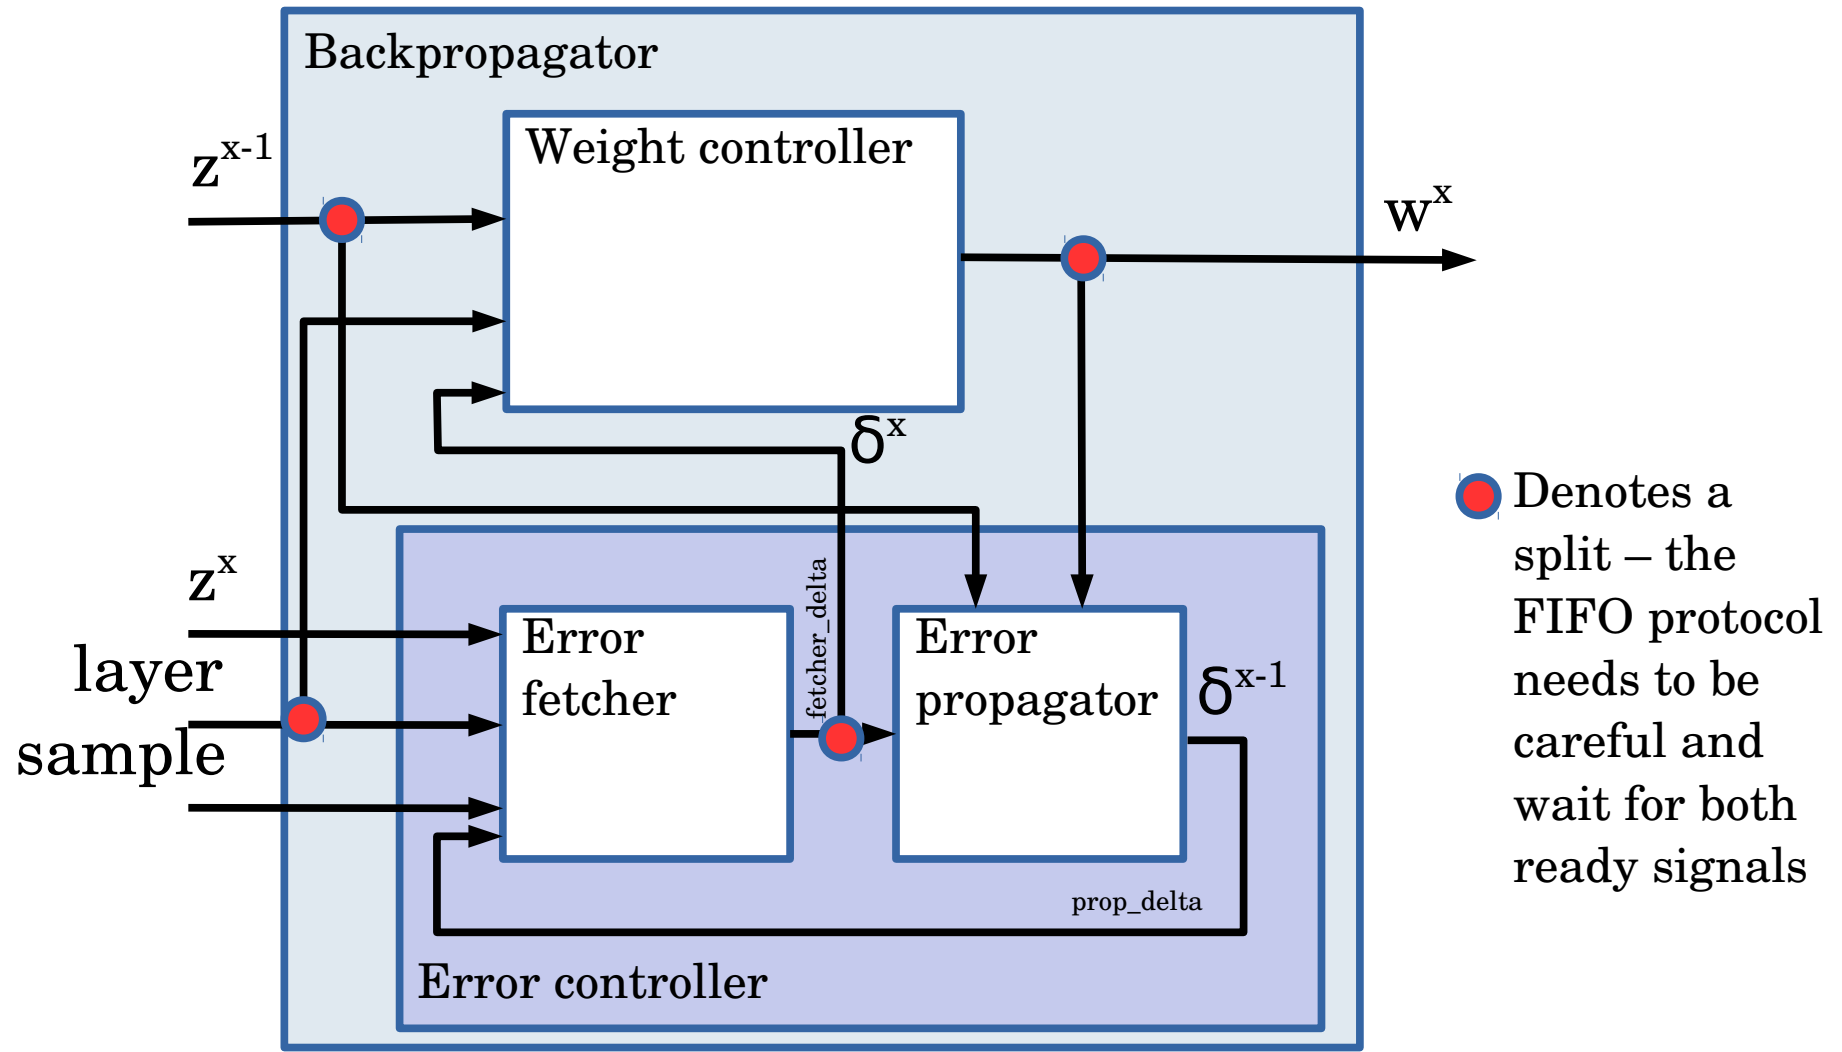 Backpropagator
Weight controller
z^x-1
w^x
δ^x
Denotes a
split – the
FIFO protocol
needs to be
careful and
wait for both
ready signals
z^x
layer
sample
Error
fetcher
fetcher_delta
Error
propagator
δ^x-1
prop_delta
Error controller